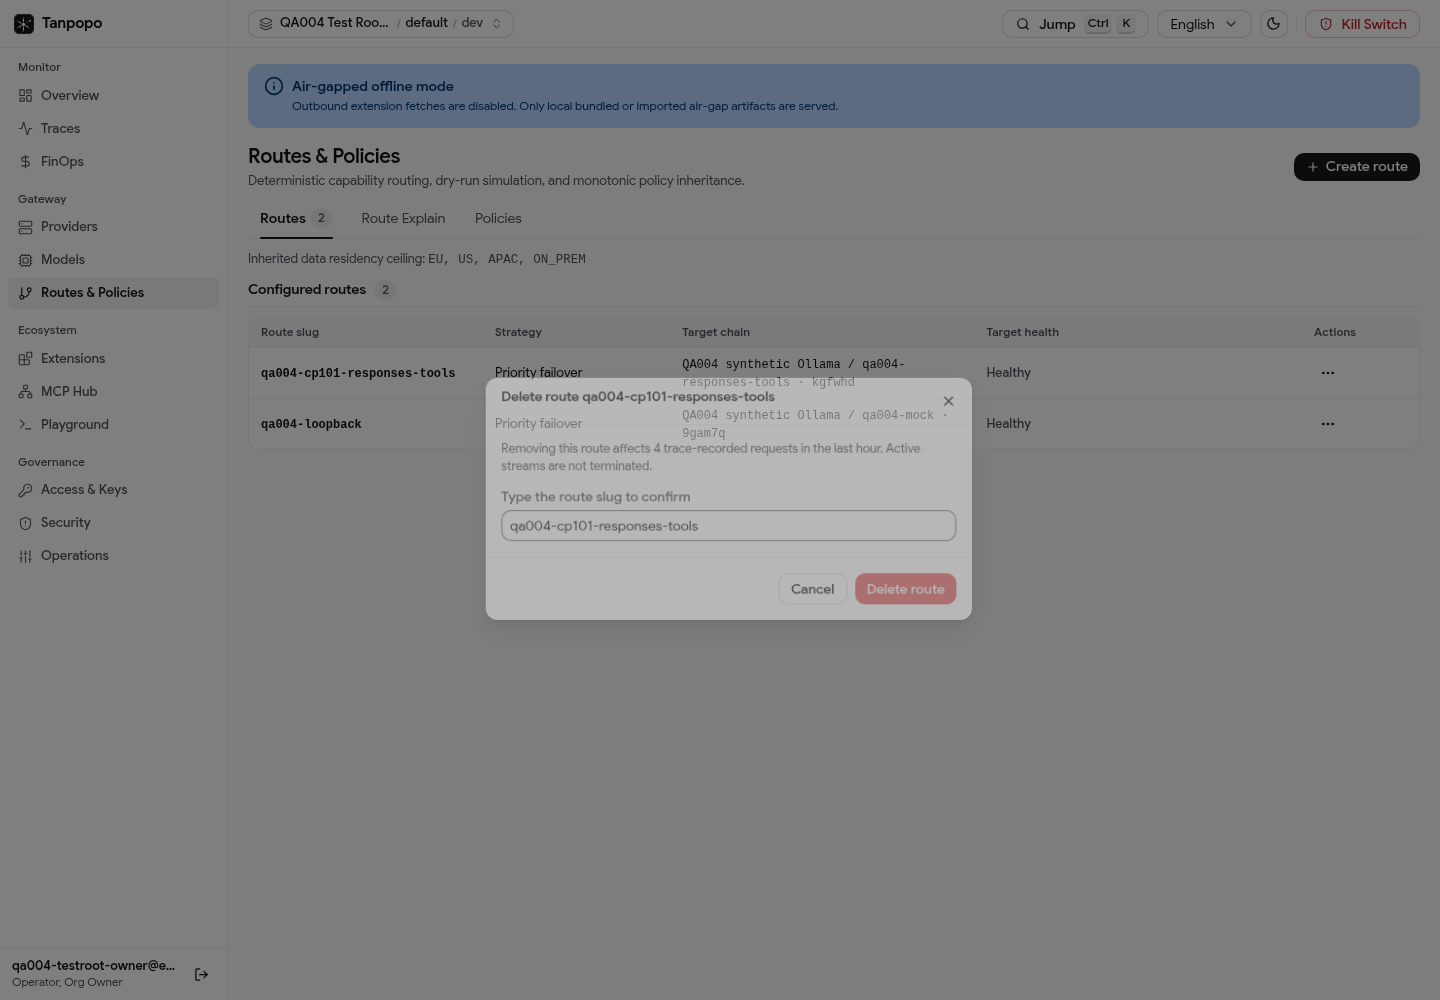 Tanpopo
QA004 Test Roo... / default / dev
Jump Ctrl K
English
Kill Switch
Monitor
Overview
Traces
FinOps
Gateway
Providers
Models
Routes & Policies
Ecosystem
Extensions
MCP Hub
Playground
Governance
Access & Keys
Security
Operations
qa004-testroot-owner@e...
Operator, Org Owner
Air-gapped offline mode
Outbound extension fetches are disabled. Only local bundled or imported air-gap artifacts are served.
Routes & Policies
Deterministic capability routing, dry-run simulation, and monotonic policy inheritance.
+ Create route
Routes 2 Route Explain Policies
Inherited data residency ceiling: EU, US, APAC, ON_PREM
Configured routes 2
Route slug Strategy Target chain Target health Actions
qa004-cp101-responses-tools Priority failover QA004 synthetic Ollama / qa004-
responses-tools · kgfwhd
Healthy ...
qa004-loopback Priority failover QA004 synthetic Ollama / qa004-mock ·
9gam7q
Healthy ...
Delete route qa004-cp101-responses-tools
Removing this route affects 4 trace-recorded requests in the last hour. Active
streams are not terminated.
Type the route slug to confirm
qa004-cp101-responses-tools
Cancel Delete route